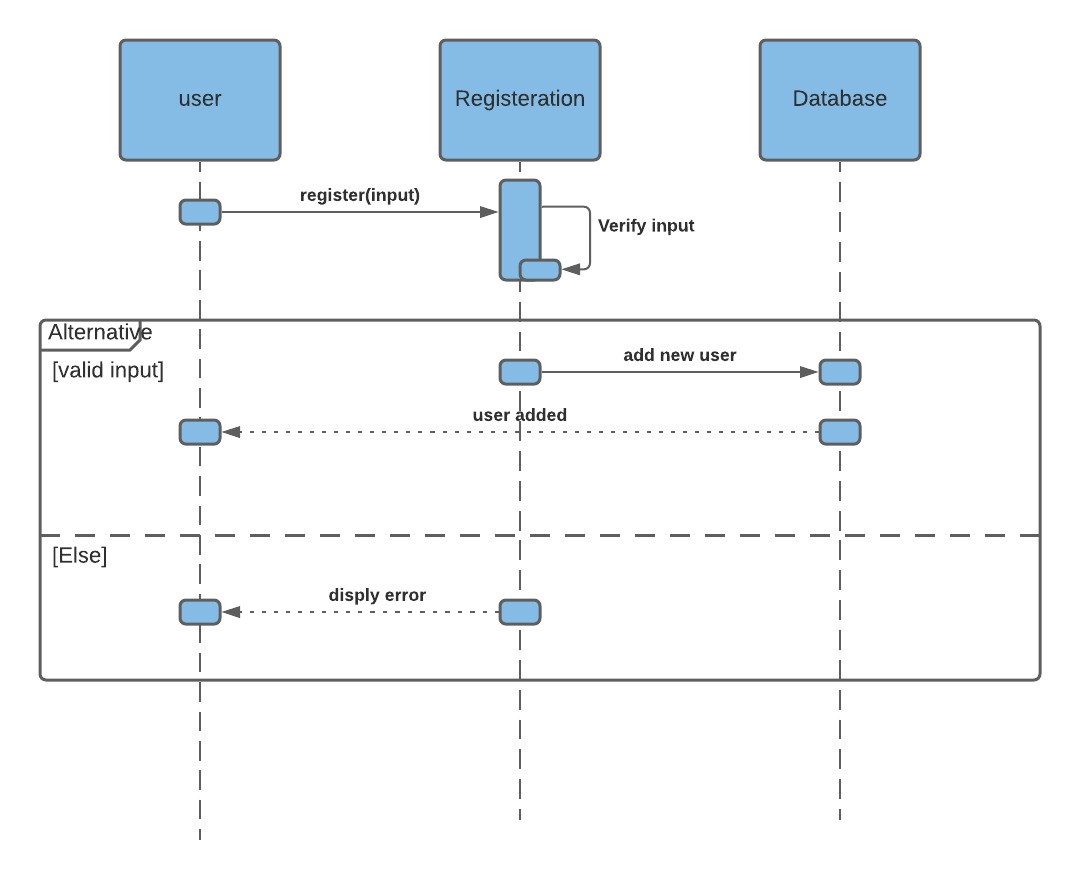 user
Registeration
Database
register(input)
Verify input
Alternative
[valid input]
add new user
user added
[Else]
disply error